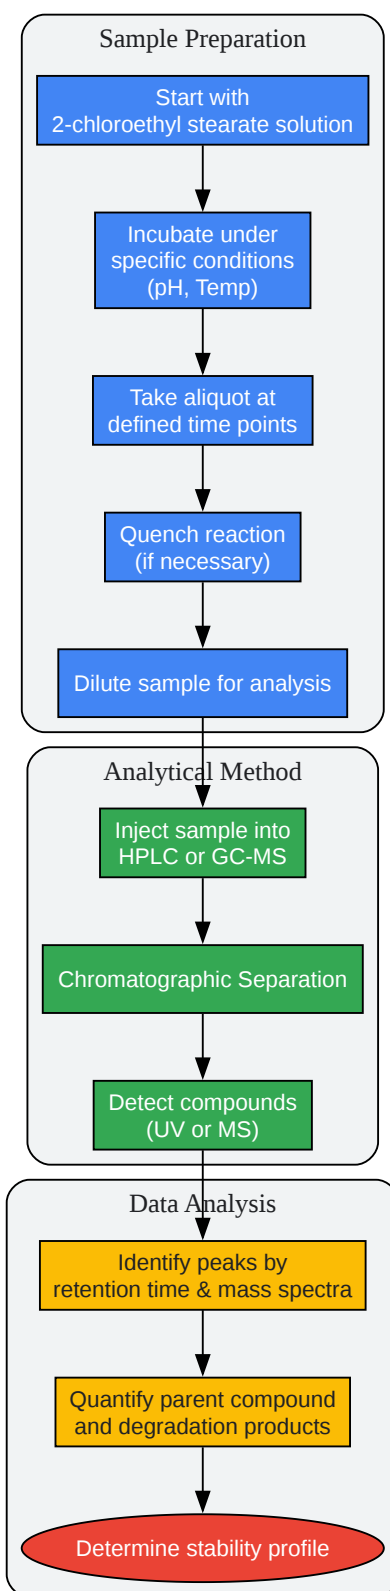 Sample Preparation
Start with
2-chloroethyl stearate solution
Incubate under
specific conditions
(pH, Temp)
Take aliquot at
defined time points
Quench reaction
(if necessary)
Dilute sample for analysis
Analytical Method
Inject sample into
HPLC or GC-MS
Chromatographic Separation
Detect compounds
(UV or MS)
Data Analysis
Identify peaks by
retention time & mass spectra
Quantify parent compound
and degradation products
Determine stability profile